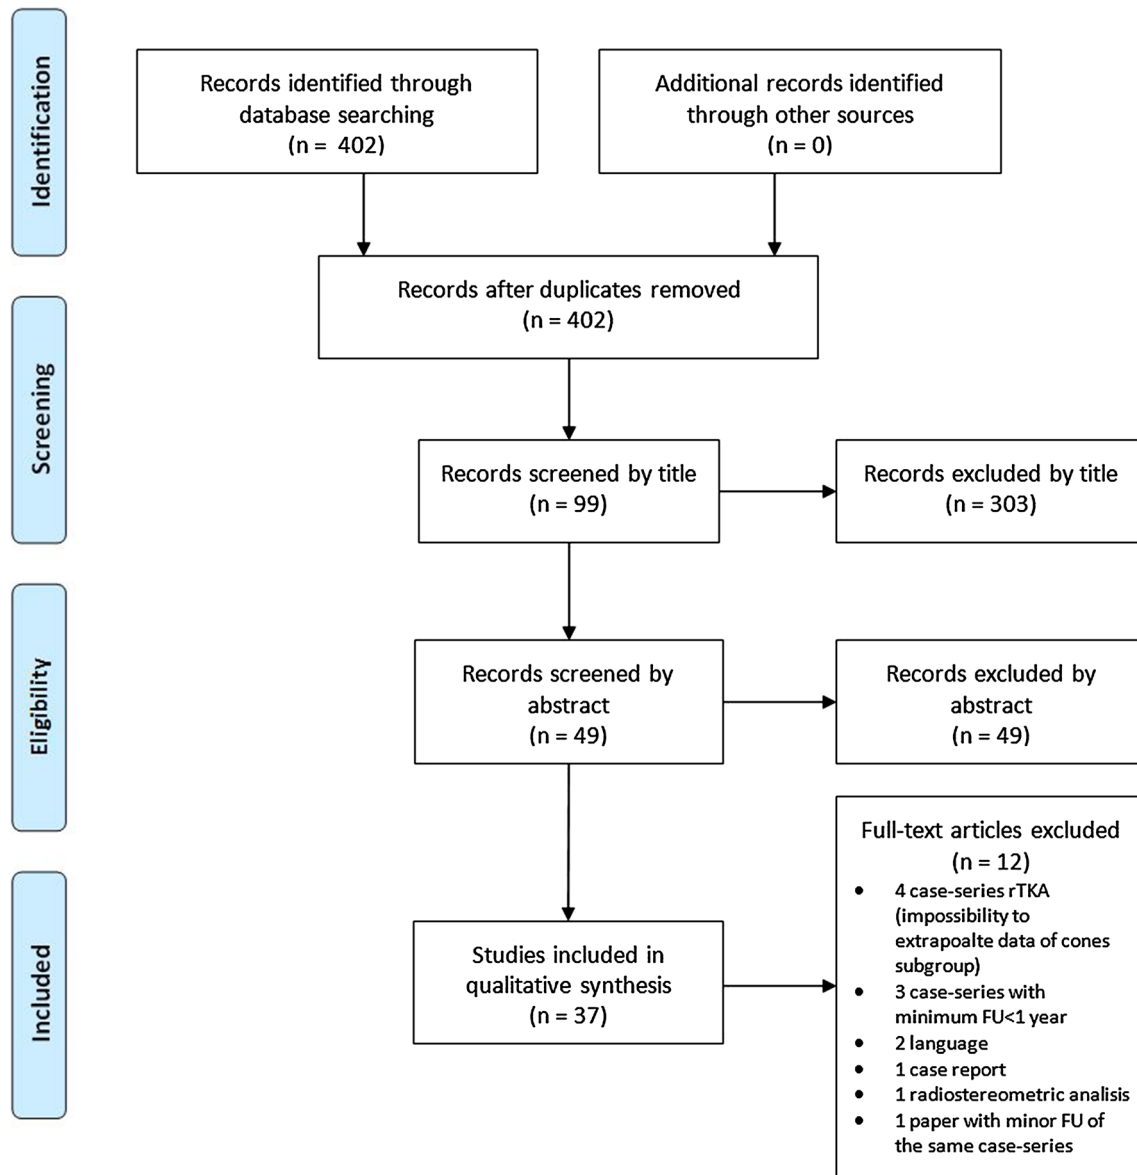 Identification
Records identified through
database searching
(n = 402)
Additional records identified
through other sources
(n = 0)
Records after duplicates removed
(n = 402)
Screening
Records screened by title
(n = 99)
Records excluded by title
(n = 303)
Eligibility
Records screened by
abstract
(n = 49)
Records excluded by
abstract
(n = 49)
Included
Studies included in
qualitative synthesis
(n = 37)
Full-text articles excluded
(n = 12)
• 4 case-series rTKA
(impossibility to
extrapoalte data of cones
subgroup)
• 3 case-series with
minimum FU<1 year
• 2 language
• 1 case report
• 1 radiostereometric analisis
• 1 paper with minor FU of
the same case-series